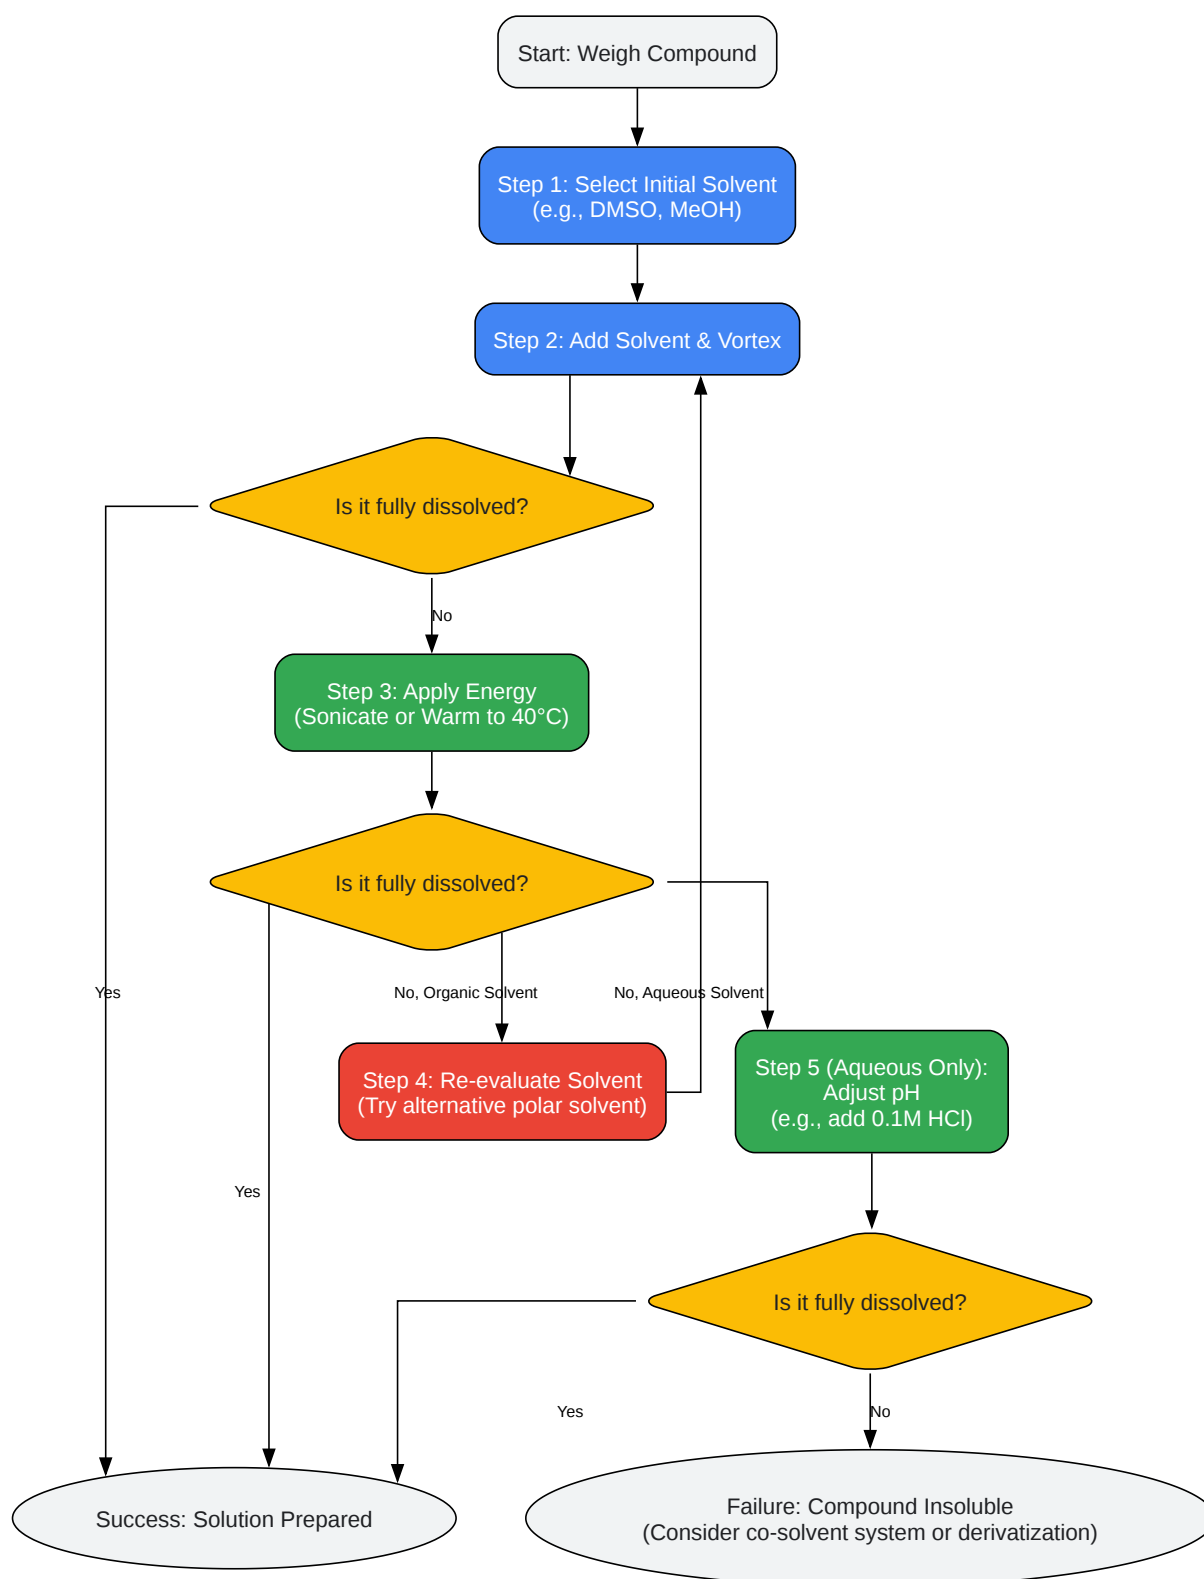 Start: Weigh Compound
Step 1: Select Initial Solvent
(e.g., DMSO, MeOH)
Step 2: Add Solvent & Vortex
Is it fully dissolved?
No
Step 3: Apply Energy
(Sonicate or Warm to 40°C)
Is it fully dissolved?
Yes
No, Organic Solvent
No, Aqueous Solvent
Step 4: Re-evaluate Solvent
(Try alternative polar solvent)
Step 5 (Aqueous Only):
Adjust pH
(e.g., add 0.1M HCl)
Yes
Is it fully dissolved?
Yes
No
Success: Solution Prepared
Failure: Compound Insoluble
(Consider co-solvent system or derivatization)